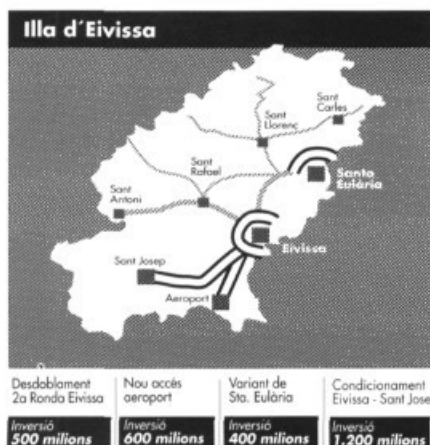 Illa d´Eivissa
Sant
Carles
Sant
Llorenç
Santa
Eulària
Sant
Rafael
Sant
Antoni
Eivissa
Sant Josep
Aeroport
Desdoblament
2a Ronda Eivissa
Inversió
500 milions
Nou accés
aeroport
Inversió
600 milions
Variant de
Sta. Eulària
Inversió
400 milions
Condicionament
Eivissa - Sant Jose
Inversió
1.200 milions